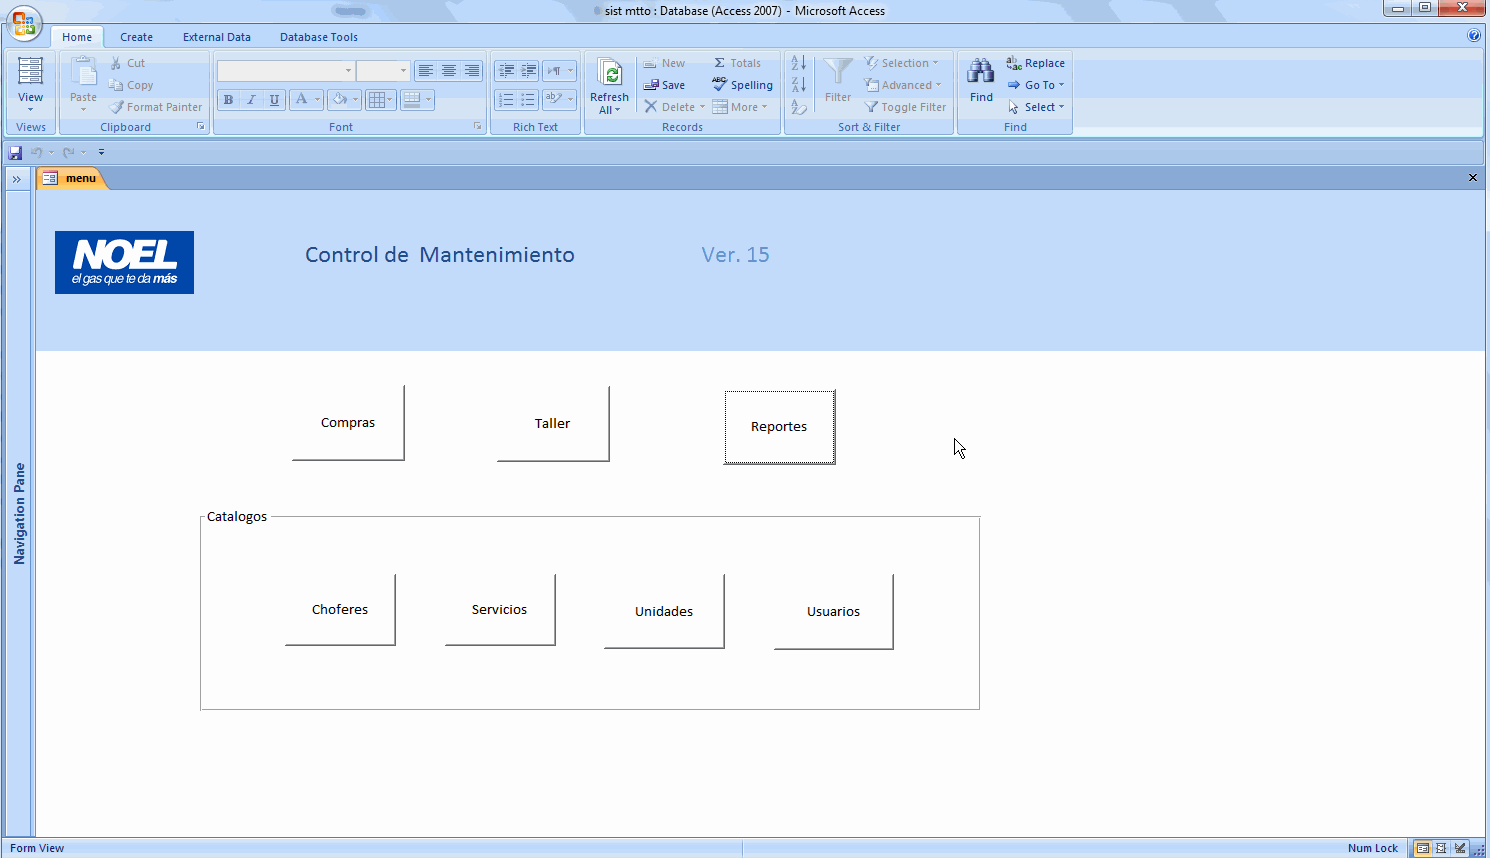 sist mtto : Database (Access 2007) - Microsoft Access
Home Create External Data Database Tools
View
Views
Paste
Cut
Copy
Format Painter
Clipboard
B I U A
Font
Rich Text
Refresh
All
New
Save
Delete
Σ Totals
ABC Spelling
More
Records
Filter
Selection
Advanced
Toggle Filter
Sort & Filter
Find
Replace
Go To
Select
Find
menu
Navigation Pane
NOEL
el gas que te da más
Control de Mantenimiento
Ver. 15
Compras
Taller
Reportes
Catalogos
Choferes
Servicios
Unidades
Usuarios
Form View
Num Lock